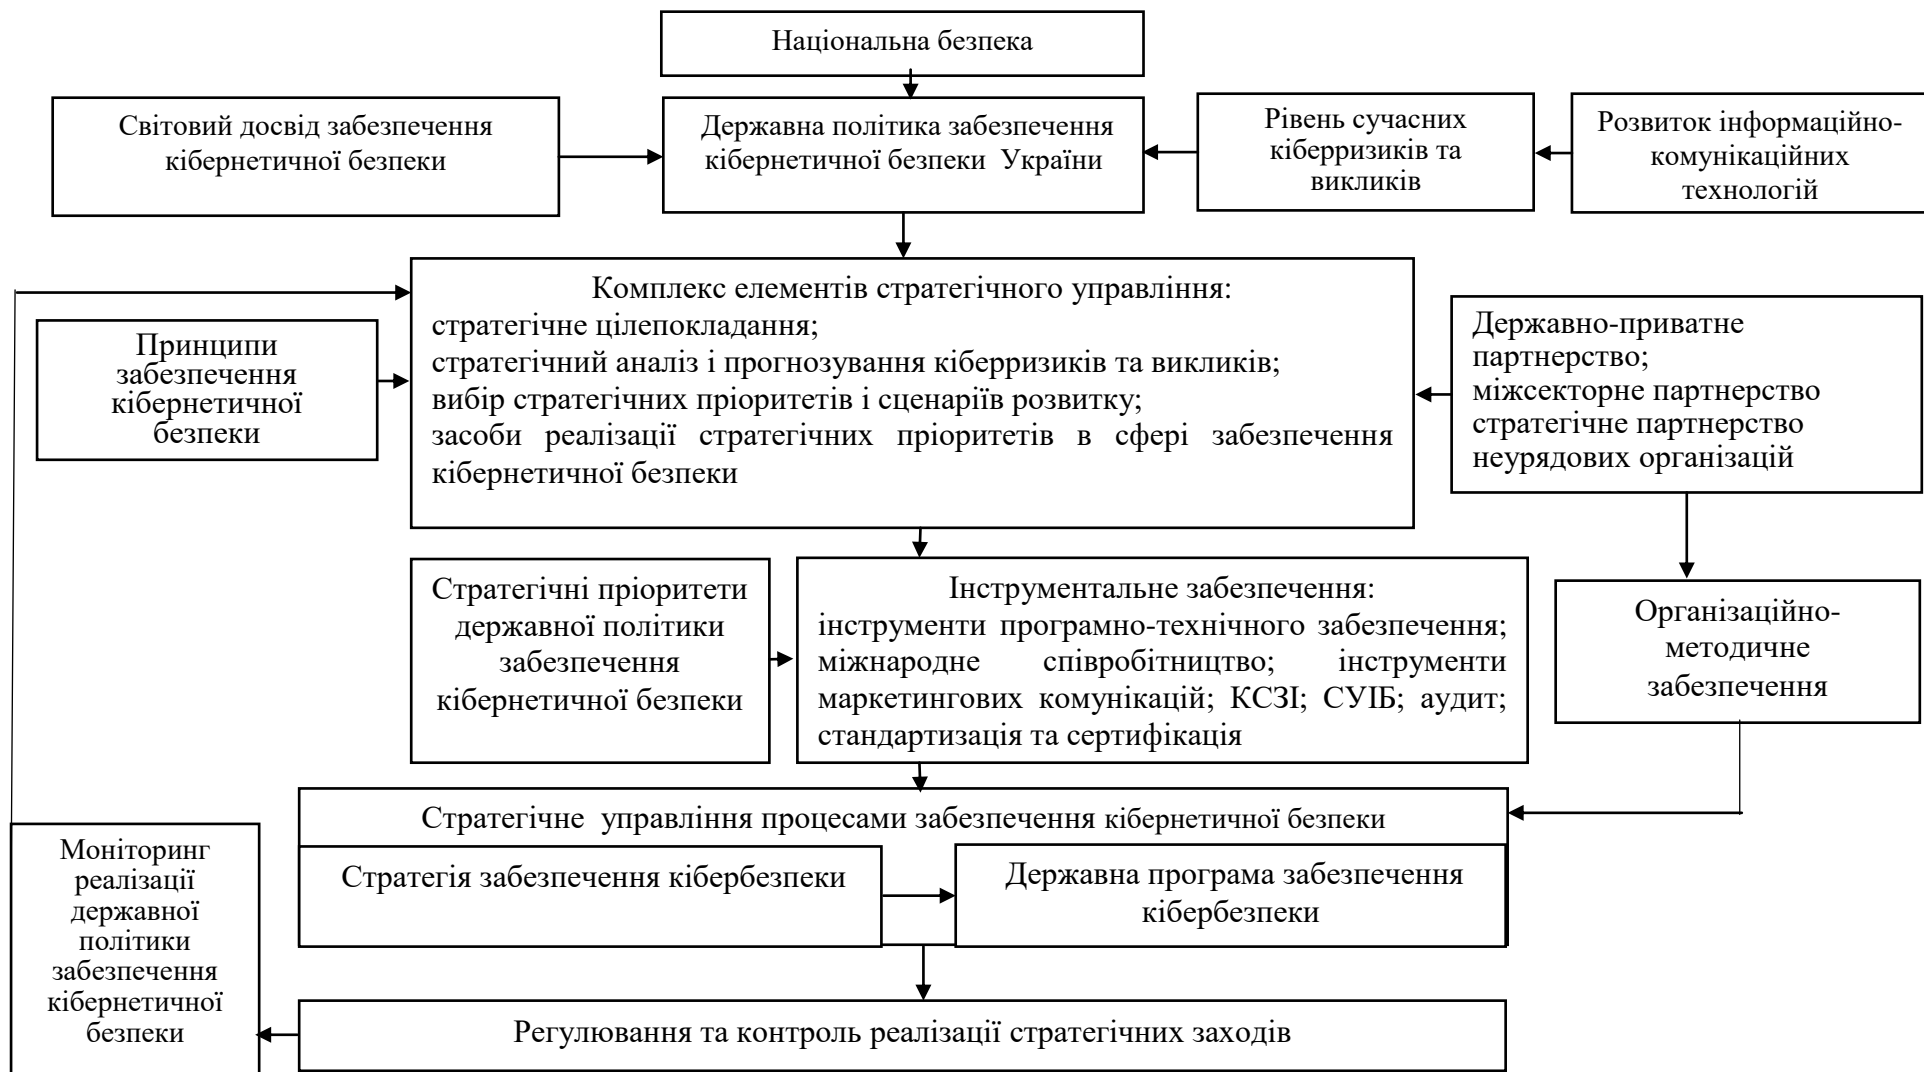 Національна безпека
Світовий досвід забезпечення
кібернетичної безпеки
Державна політика забезпечення
кібернетичної безпеки України
Рівень сучасних
кіберризиків та
викликів
Розвиток інформаційно-
комунікаційних
технологій
Комплекс елементів стратегічного управління:
стратегічне цілепокладання;
стратегічний аналіз і прогнозування кіберризиків та викликів;
вибір стратегічних пріоритетів і сценаріїв розвитку;
засоби реалізації стратегічних пріоритетів в сфері забезпечення
кібернетичної безпеки
Принципи
забезпечення
кібернетичної
безпеки
Державно-приватне
партнерство;
міжсекторне партнерство
стратегічне партнерство
неурядових організацій
Стратегічні пріоритети
державної політики
забезпечення
кібернетичної безпеки
Інструментальне забезпечення:
інструменти програмно-технічного забезпечення;
міжнародне співробітництво; інструменти
маркетингових комунікацій; КСЗІ; СУІБ; аудит;
стандартизація та сертифікація
Організаційно-
методичне
забезпечення
Стратегічне управління процесами забезпечення кібернетичної безпеки
Стратегія забезпечення кібербезпеки
Державна програма забезпечення
кібербезпеки
Моніторинг
реалізації
державної
політики
забезпечення
кібернетичної
безпеки
Регулювання та контроль реалізації стратегічних заходів